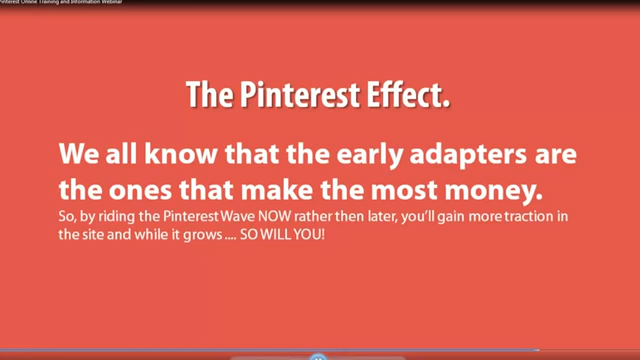 Pinterest Online Training and Information Webinar
The Pinterest Effect.
We all know that the early adapters are
the ones that make the most money.
So, by riding the Pinterest Wave NOW rather then later, you'll gain more traction in
the site and while it grows .... SO WILL YOU!